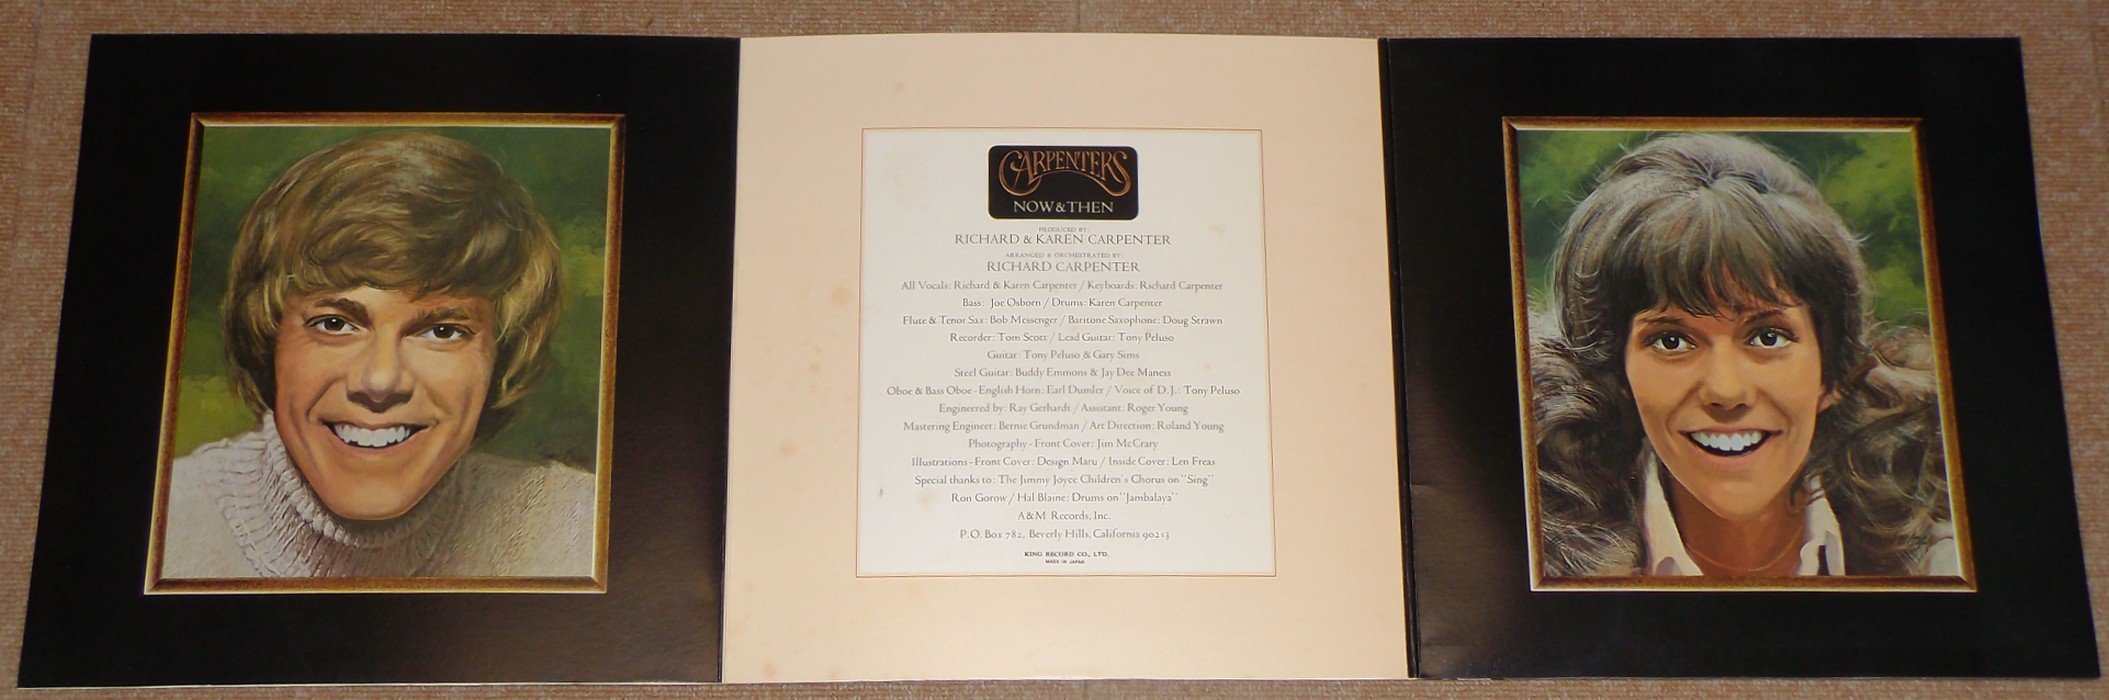 CARPENTERS
NOW & THEN
PRODUCED BY:
RICHARD & KAREN CARPENTER
ARRANGED & ORCHESTRATED BY:
RICHARD CARPENTER
All Vocals: Richard & Karen Carpenter / Keyboards: Richard Carpenter
Bass: Joe Osborn / Drums: Karen Carpenter
Flute & Tenor Sax: Bob Messenger / Baritone Saxophone: Doug Strawn
Recorder: Tom Scott / Lead Guitar: Tony Peluso
Guitar: Tony Peluso & Gary Sims
Steel Guitar: Buddy Emmons & Jay Dee Maness
Oboe & Bass Oboe - English Horn: Earl Dumler / Voice of D.J.: Tony Peluso
Engineered by: Ray Gerhardt / Assistant: Roger Young
Mastering Engineer: Bernie Grundman / Art Direction: Roland Young
Photography - Front Cover: Jim McCrary
Illustrations - Front Cover: Design Maru / Inside Cover: Len Freas
Special thanks to: The Jimmy Joyce Children's Chorus on "Sing"
Ron Gorow / Hal Blaine: Drums on "Jambalaya"
A&M Records, Inc.
P.O. Box 782, Beverly Hills, California 90213
KING RECORD CO., LTD.
MADE IN JAPAN